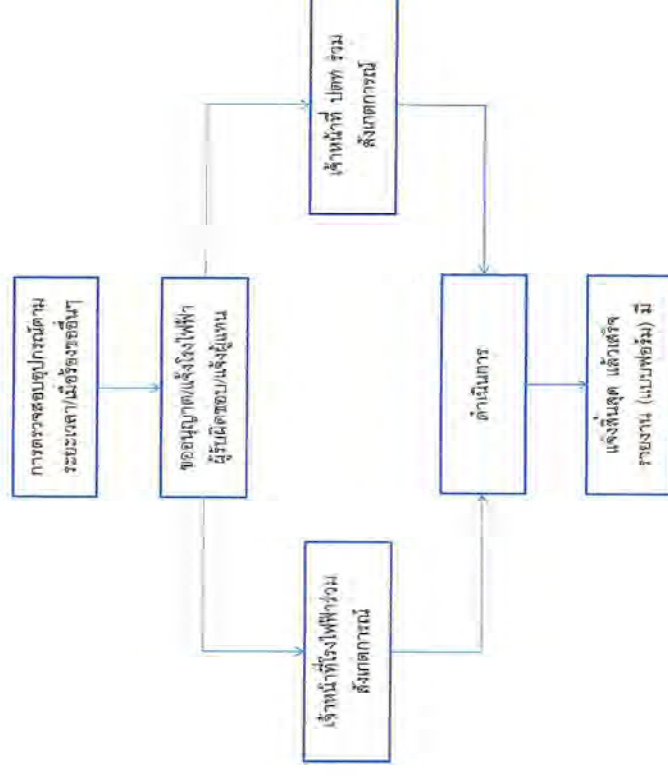 การตรวจสอบอุปกรณ์ตาม
ระยะเวลา/เมื่อร้องขออื่นๆ
ขออนุญาต/แจ้งโรงไฟฟ้า
ผู้รับผิดชอบ/แจ้งผู้แทน
เจ้าหน้าที่โรงไฟฟ้าร่วม
สังเกตการณ์
เจ้าหน้าที่ ปตท ร่วม
สังเกตการณ์
ดำเนินการ
แจ้งสิ้นสุด แล้วเสร็จ
รายงาน (แบบฟอร์ม) มี